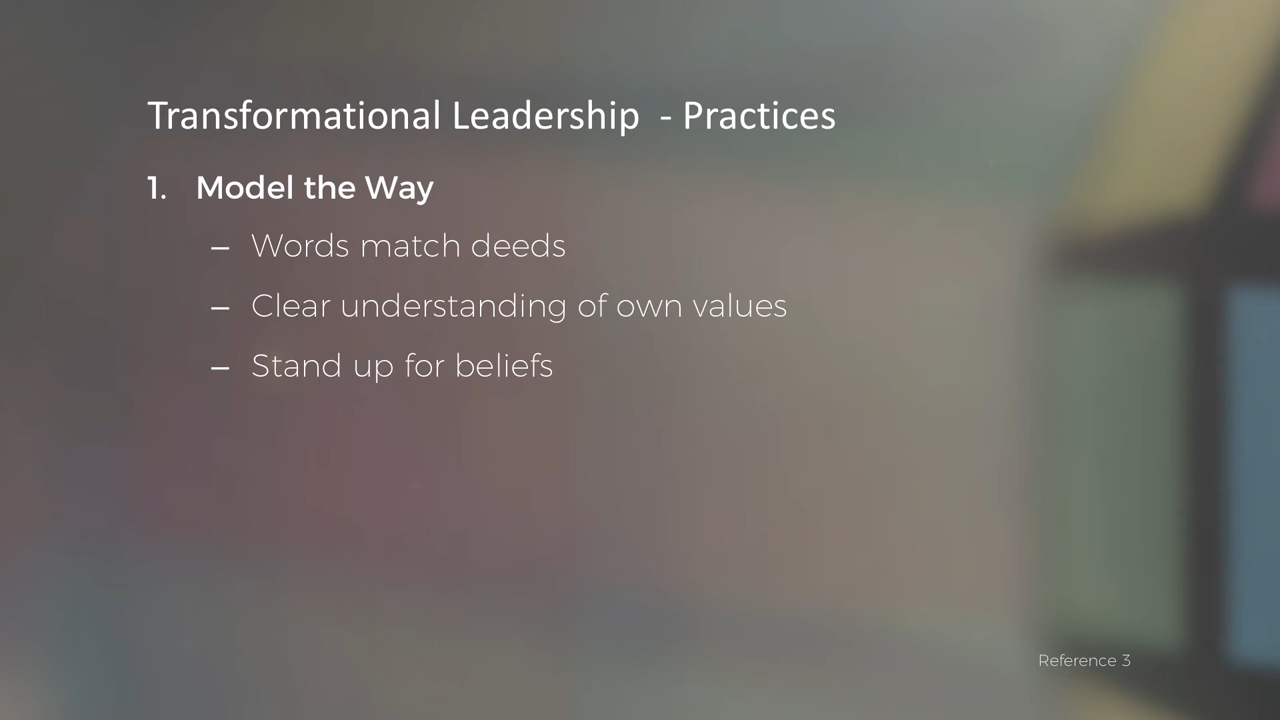 Transformational Leadership  - Practices
1. Model the Way
– Words match deeds
– Clear understanding of own values
– Stand up for beliefs
Reference 3